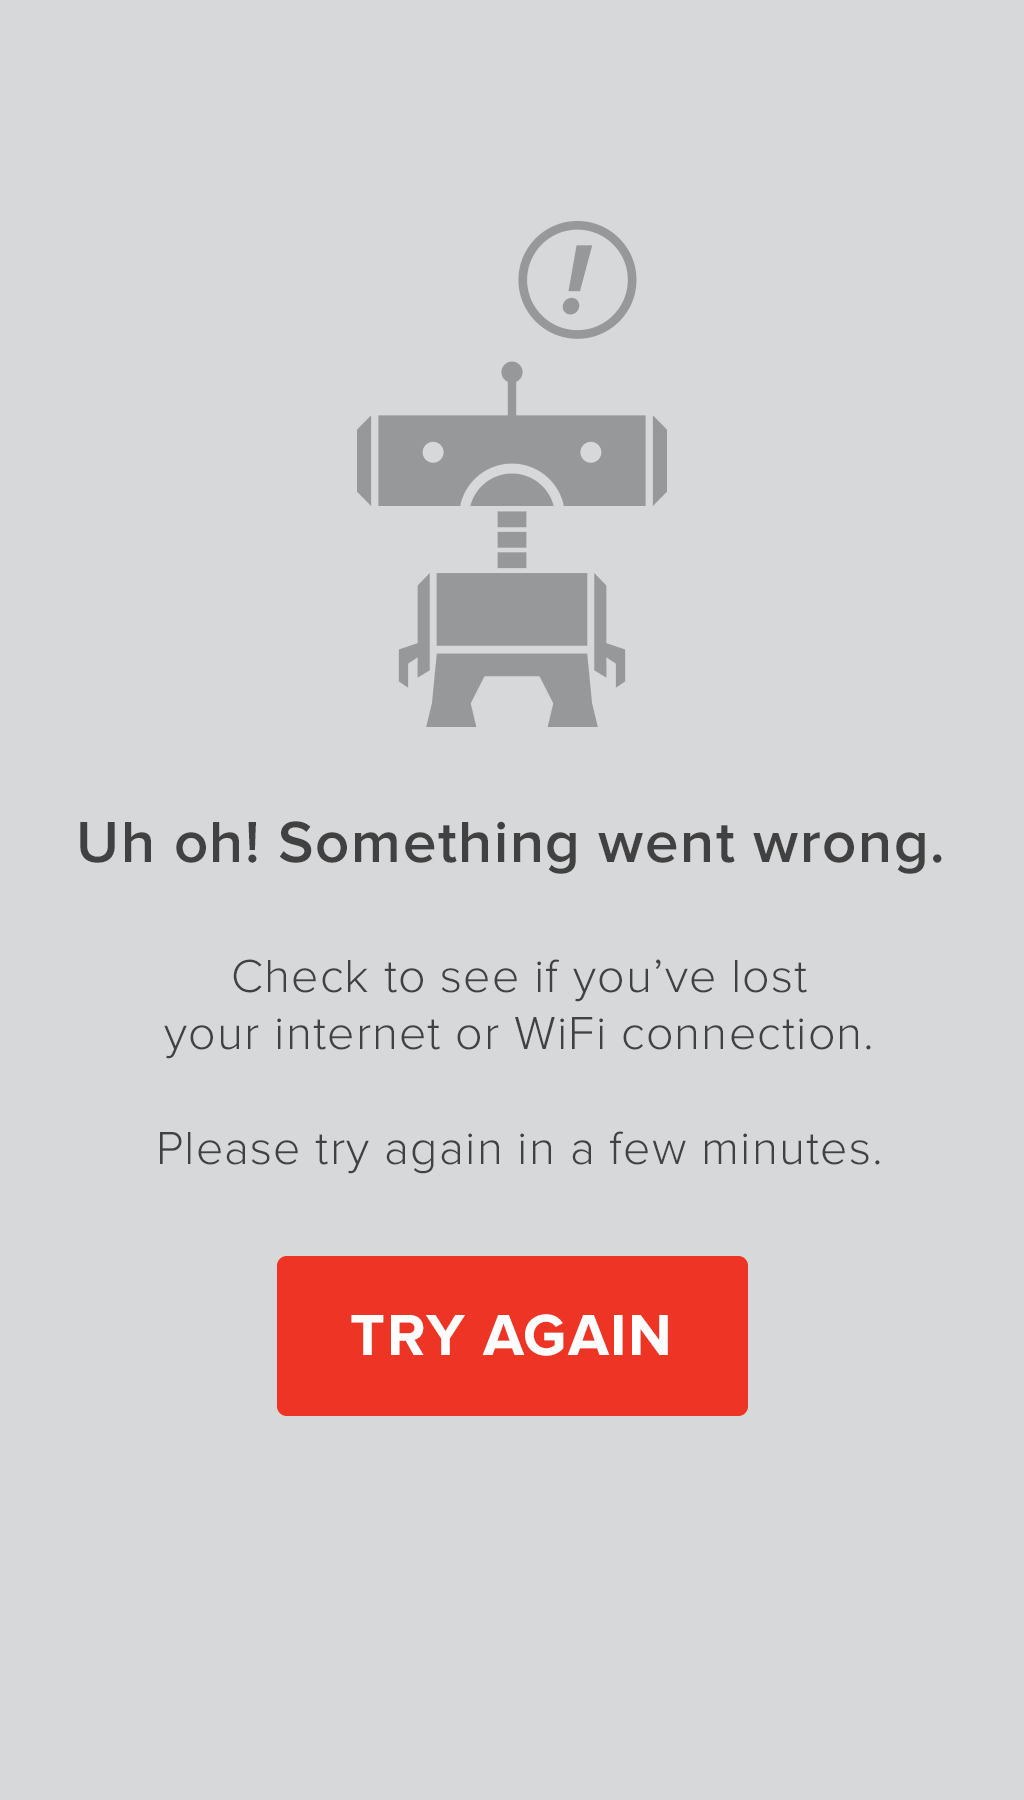 !
Uh oh! Something went wrong.
Check to see if you’ve lost
your internet or WiFi connection.
Please try again in a few minutes.
TRY AGAIN